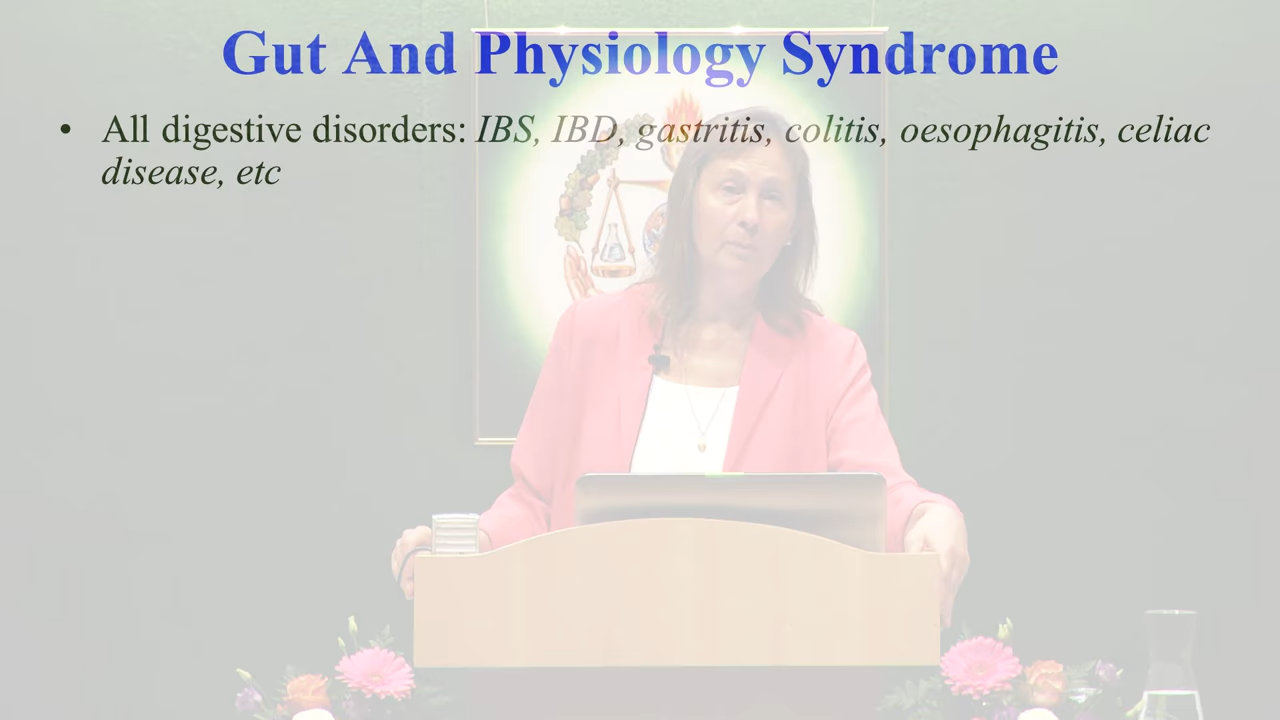 Gut And Physiology Syndrome
• All digestive disorders: IBS, IBD, gastritis, colitis, oesophagitis, celiac
disease, etc